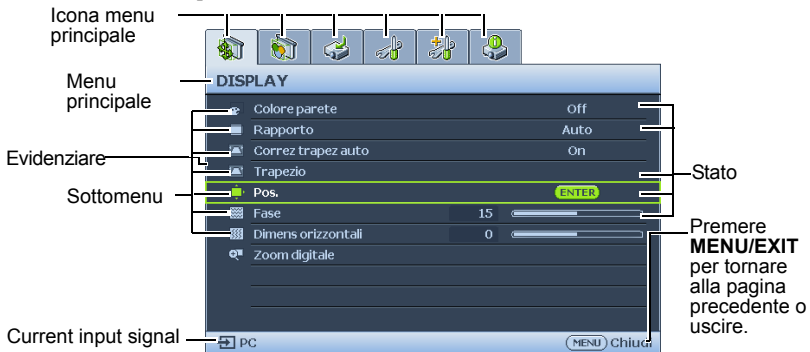 Icona menu
principale
Menu
principale
DISPLAY
Colore parete Off
Rapporto Auto
Correz trapez auto On
Evidenziare
Trapezio
Stato
Sottomenu
Pos. ENTER
Fase 15
Dimens orizzontali 0
Zoom digitale
Premere
MENU/EXIT
per tornare
alla pagina
precedente o
uscire.
Current input signal
PC
MENU Chiudi